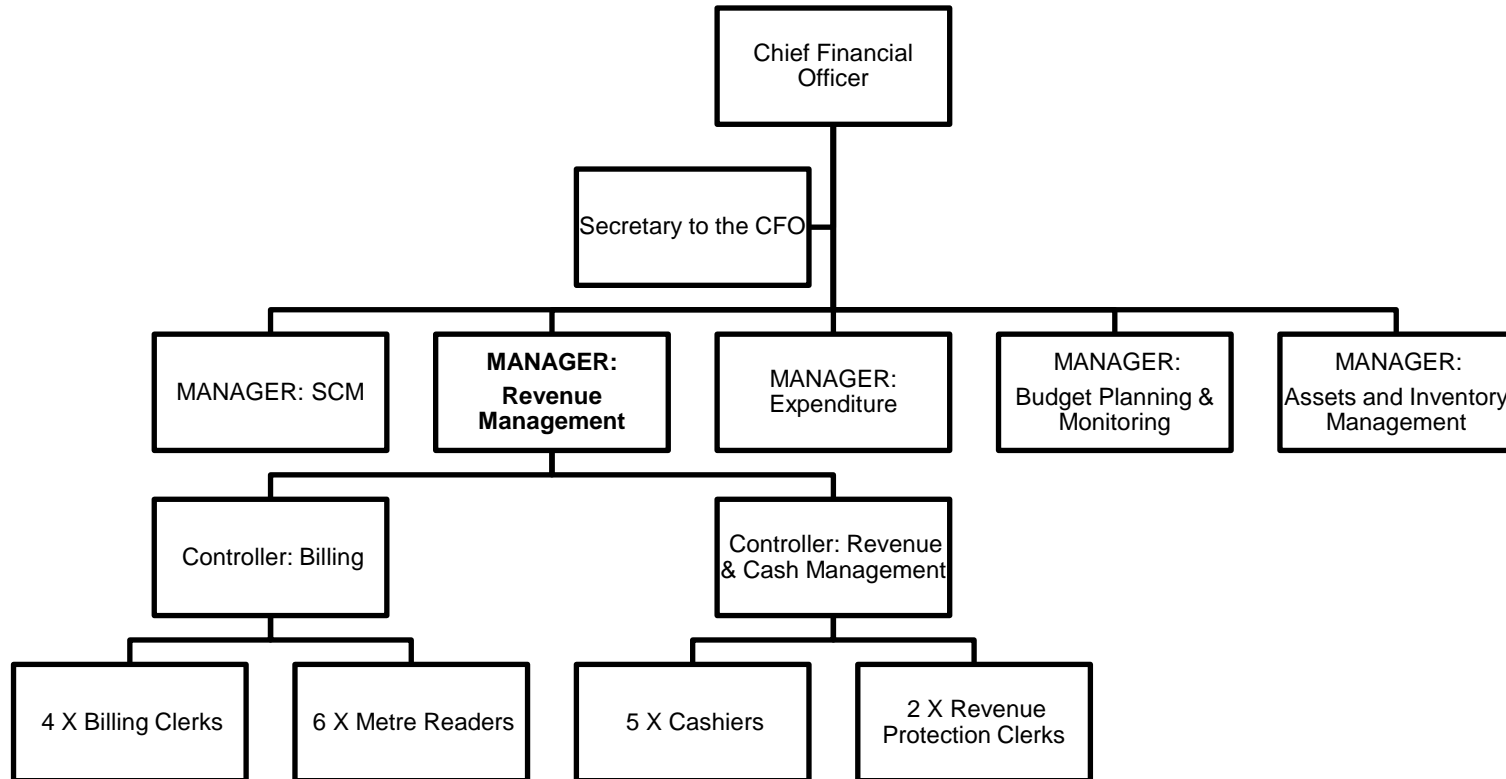 Chief Financial
Officer
Secretary to the CFO
MANAGER: SCM
MANAGER:
Revenue
Management
MANAGER:
Expenditure
MANAGER:
Budget Planning &
Monitoring
MANAGER:
Assets and Inventory
Management
Controller: Billing
Controller: Revenue
& Cash Management
4 X Billing Clerks
6 X Metre Readers
5 X Cashiers
2 X Revenue
Protection Clerks